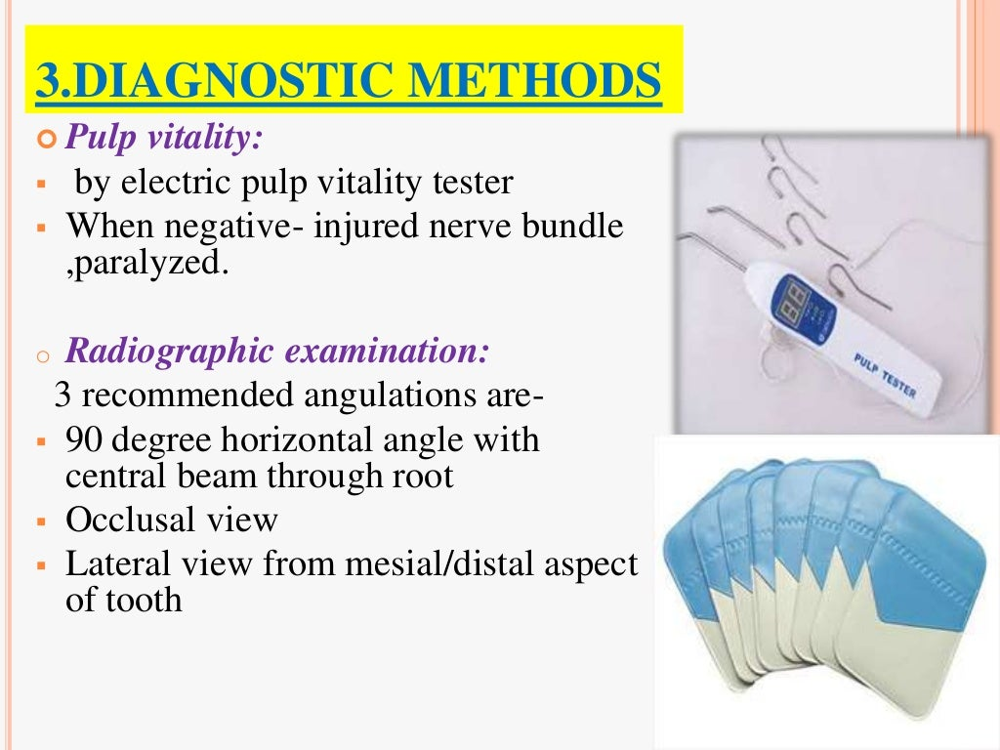 3.DIAGNOSTIC METHODS
Pulp vitality:
by electric pulp vitality tester
When negative- injured nerve bundle
,paralyzed.
Radiographic examination:
3 recommended angulations are-
90 degree horizontal angle with
central beam through root
Occlusal view
Lateral view from mesial/distal aspect
of tooth
88
PULP TESTER